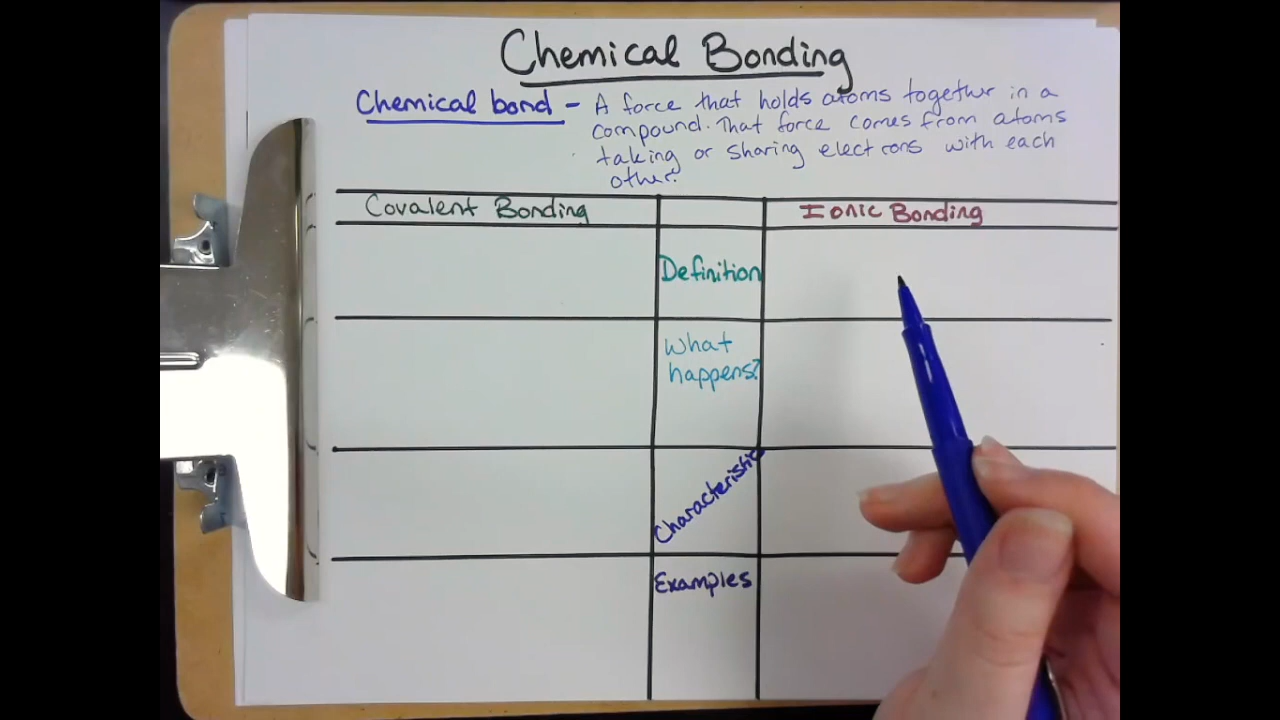 Chemical Bonding
Chemical bond - A force that holds atoms together in a
compound. That force comes from atoms
taking or sharing electrons with each
other.
Covalent Bonding
Ionic Bonding
Definition
What
happens?
Characteristic
Examples